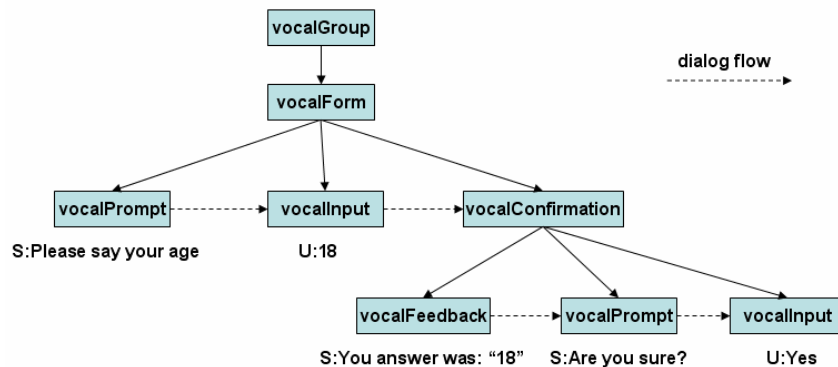 vocalGroup
dialog flow
vocalForm
vocalPrompt
vocalInput
vocalConfirmation
S:Please say your age
U:18
vocalFeedback
vocalPrompt
vocalInput
S:You answer was: “18”
S:Are you sure?
U:Yes